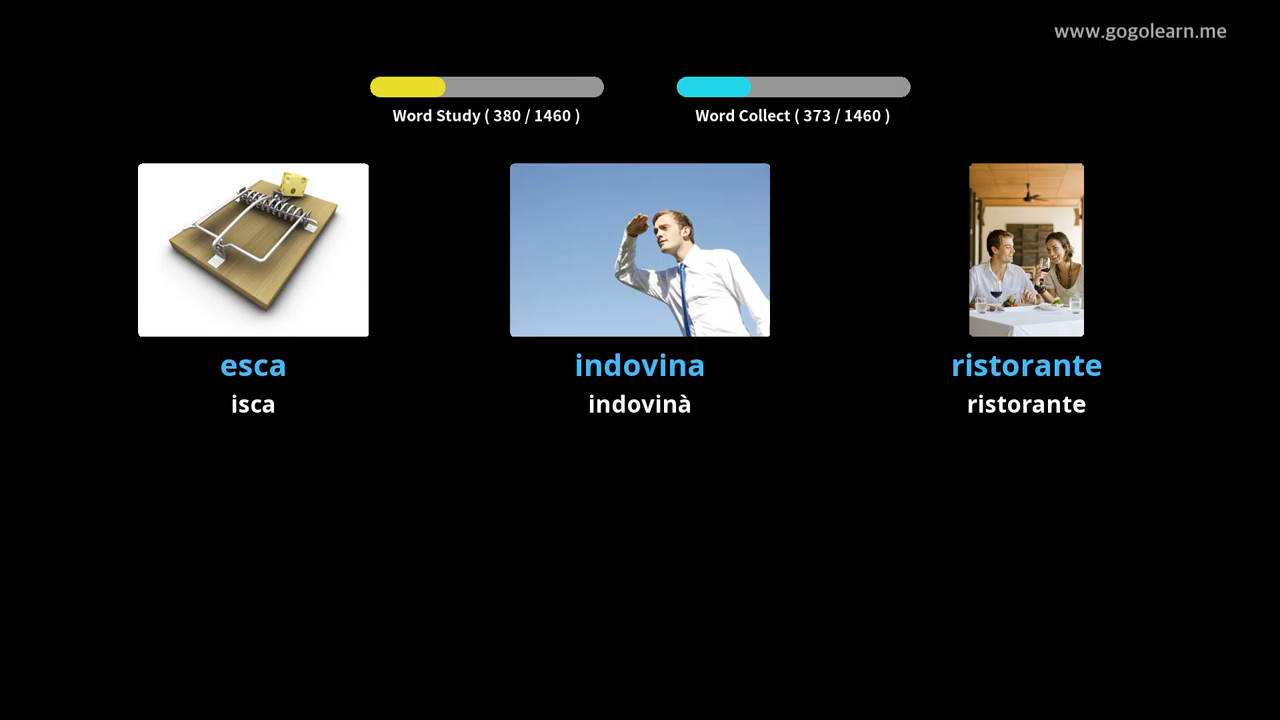 www.gogolearn.me
Word Study ( 380 / 1460 )
Word Collect ( 373 / 1460 )
esca
indovina
ristorante
isca
indovinà
ristorante